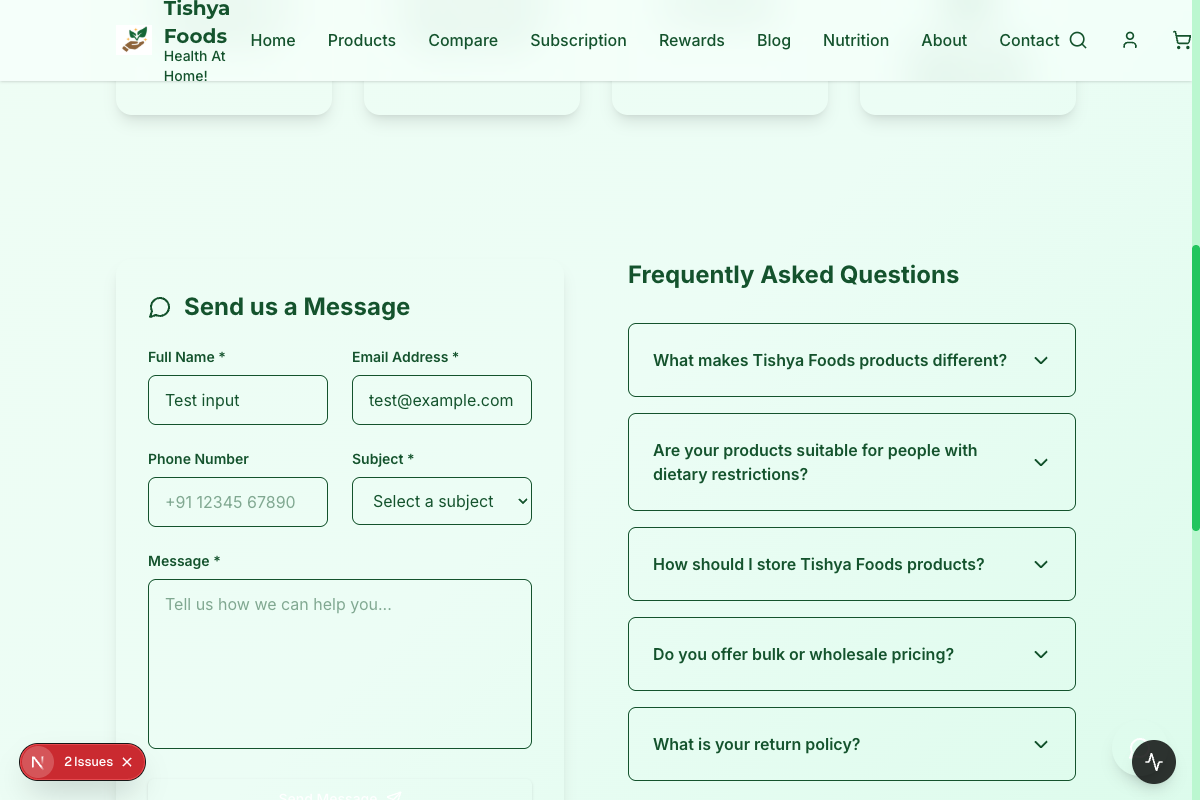 Tishya
Foods
Health At
Home!
Home
Products
Compare
Subscription
Rewards
Blog
Nutrition
About
Contact
Send us a Message
Full Name *
Email Address *
Test input
test@example.com
Phone Number
Subject *
+91 12345 67890
Select a subject
Message *
Tell us how we can help you...
Send Message
Frequently Asked Questions
What makes Tishya Foods products different?
Are your products suitable for people with
dietary restrictions?
How should I store Tishya Foods products?
Do you offer bulk or wholesale pricing?
What is your return policy?
N
2 Issues